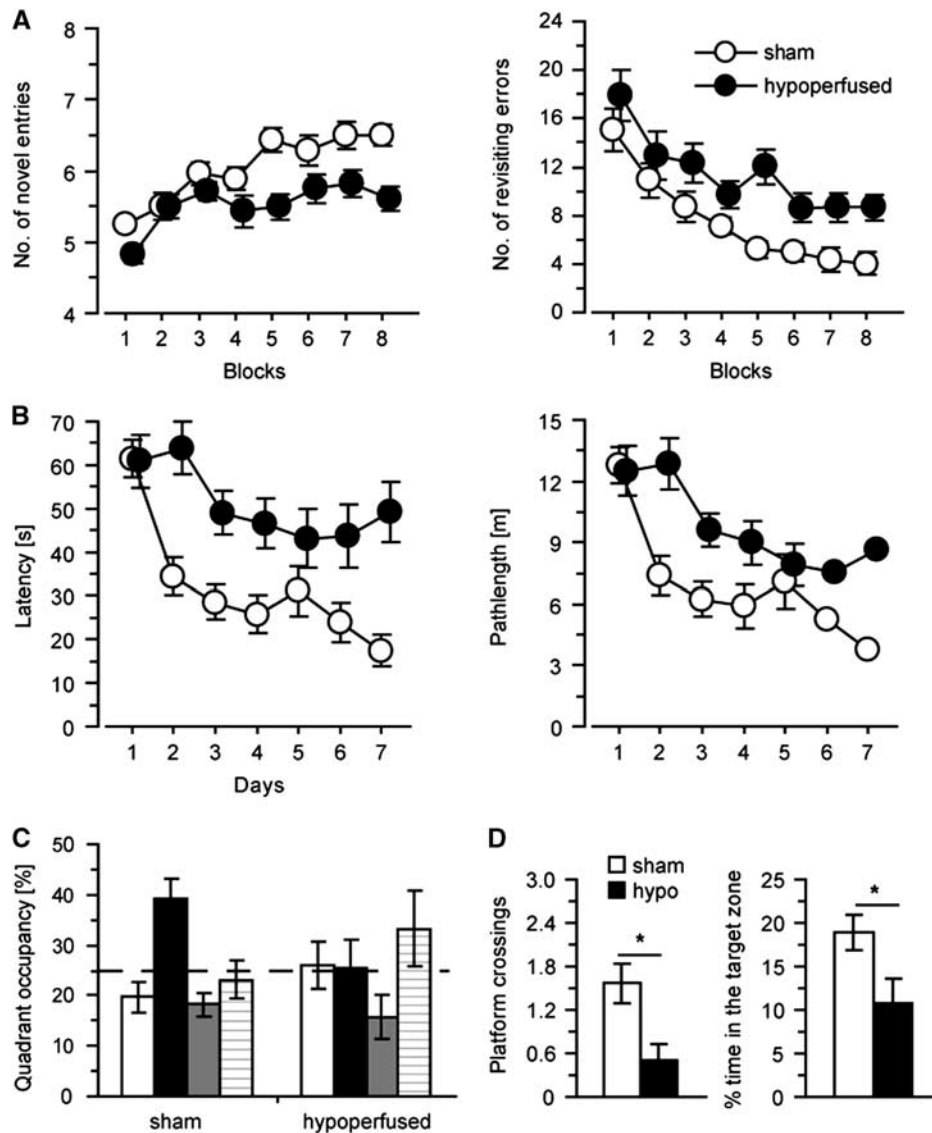 A
No. of novel entries
8
7
6
5
4
1 2 3 4 5 6 7 8
Blocks
No. of revisiting errors
24
20
16
12
8
4
0
1 2 3 4 5 6 7 8
Blocks
sham
hypoperfused
B
Latency [s]
70
60
50
40
30
20
10
0
1 2 3 4 5 6 7
Days
Pathlength [m]
15
12
9
6
3
0
1 2 3 4 5 6 7
C
Quadrant occupancy [%]
50
40
30
20
10
0
sham hypoperfused
D
sham
hypo
Platform crossings
3.0
2.4
1.8
1.2
0.6
*
% time in the target zone
25
20
15
10
5
0
*